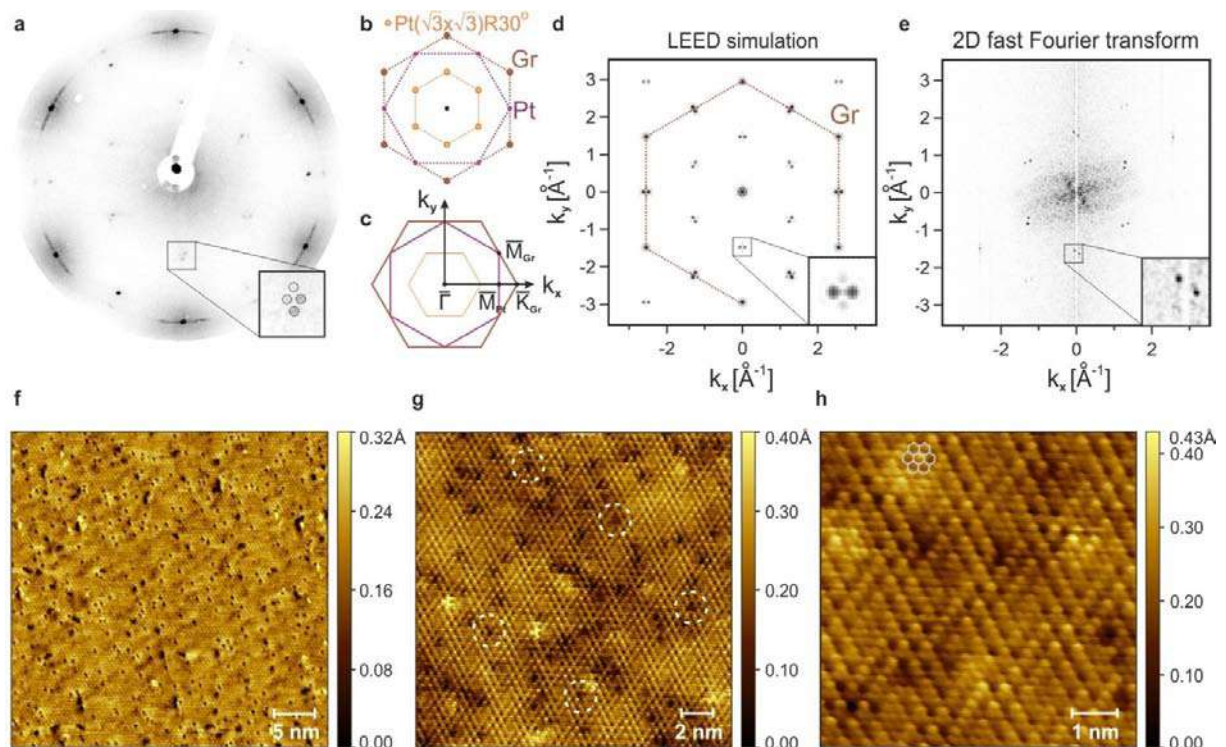 a
b
Pt(√3x√3)R30°
Gr
Pt
c
k_y
M̅_Gr
Γ̅
M̅_Pt
K̅_Gr
k_x
d
LEED simulation
k_y [Å⁻¹]
3
2
1
0
-1
-2
-3
Gr
-2
0
2
k_x [Å⁻¹]
e
2D fast Fourier transform
k_y [Å⁻¹]
3
2
1
0
-1
-2
-3
-2
0
2
k_x [Å⁻¹]
f
0.32Å
0.24
0.16
0.08
0.00
5 nm
g
0.40Å
0.30
0.20
0.10
0.00
2 nm
h
0.43Å
0.40
0.30
0.20
0.10
0.00
1 nm